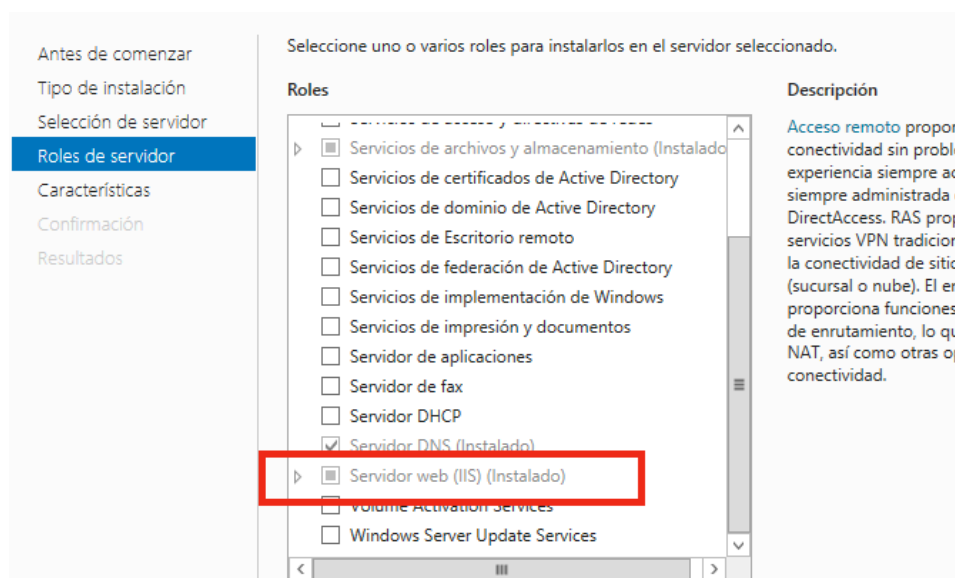 Antes de comenzar
Tipo de instalación
Selección de servidor
Roles de servidor
Características
Confirmación
Resultados
Seleccione uno o varios roles para instalarlos en el servidor seleccionado.
Roles
Servicios de acceso y directivas de redes
Servicios de archivos y almacenamiento (Instalado
Servicios de certificados de Active Directory
Servicios de dominio de Active Directory
Servicios de Escritorio remoto
Servicios de federación de Active Directory
Servicios de implementación de Windows
Servicios de impresión y documentos
Servidor de aplicaciones
Servidor de fax
Servidor DHCP
Servidor DNS (Instalado)
Servidor web (IIS) (Instalado)
Volume Activation Services
Windows Server Update Services
Descripción
Acceso remoto propor
conectividad sin proble
experiencia siempre ac
siempre administrada
DirectAccess. RAS prop
servicios VPN tradicion
la conectividad de sitio
(sucursal o nube). El en
proporciona funciones
de enrutamiento, lo qu
NAT, así como otras op
conectividad.